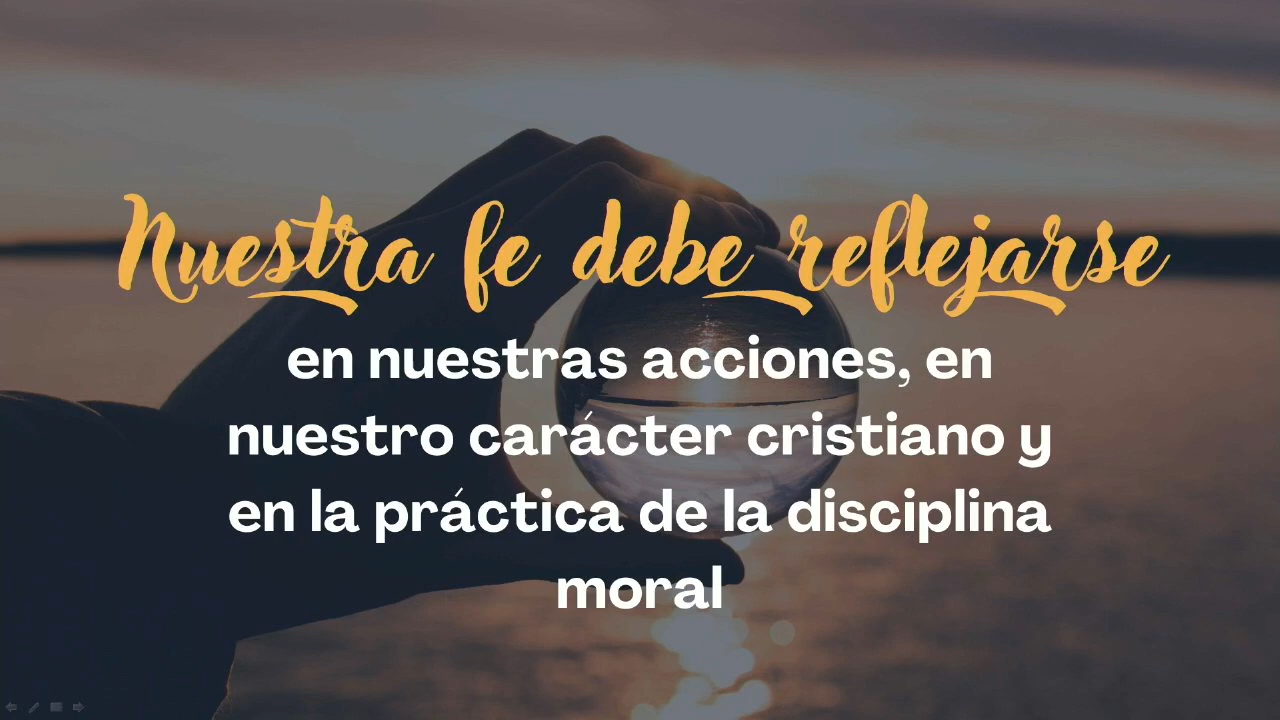 Nuestra fe debe reflejarse
en nuestras acciones, en
nuestro carácter cristiano y
en la práctica de la disciplina
moral